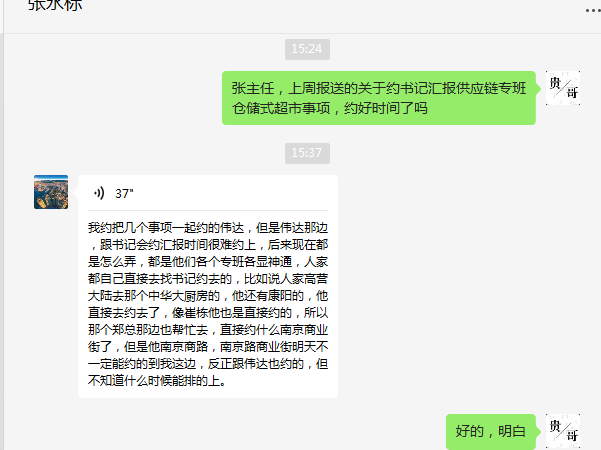 张永标
15:24
张主任，上周报送的关于约书记汇报供应链专班
仓储式超市事项，约好时间了吗
贵
哥
15:37
37"
我约把几个事项一起约的伟达，但是伟达那边
，跟书记会约汇报时间很难约上，后来现在都
是怎么弄，都是他们各个专班各显神通，人家
都自己直接去找书记约去的，比如说人家高营
大陆去那个中华大厨房的，他还有康阳的，他
直接去约去了，像崔栋他也是直接约的，所以
那个郑总那边也帮忙去，直接约什么南京商业
街了，但是他南京商路，南京路商业街明天不
一定能约的到我这边，反正跟伟达也约的，但
不知道什么时候能排的上。
好的，明白
贵
哥